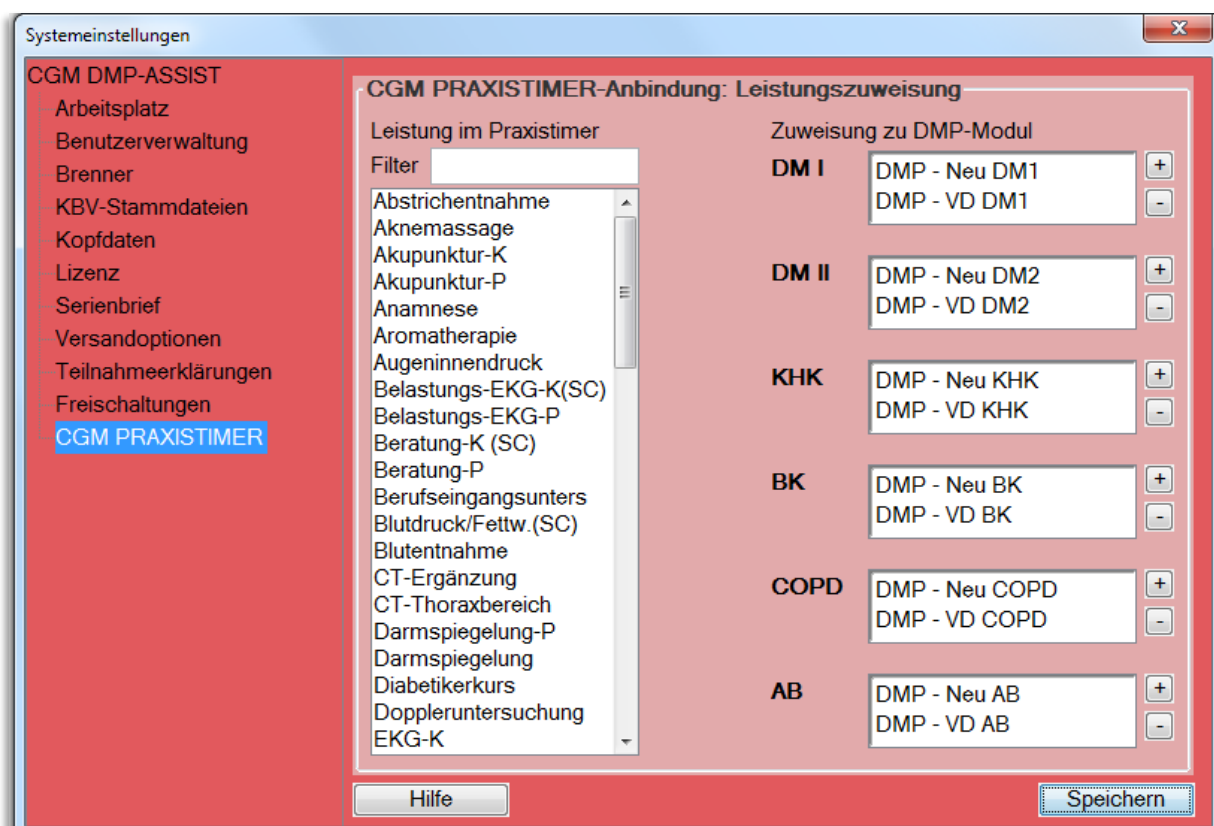 Systemeinstellungen
x
CGM DMP-ASSIST
Arbeitsplatz
Benutzerverwaltung
Brenner
KBV-Stammdateien
Kopfdaten
Lizenz
Serienbrief
Versandoptionen
Teilnahmeerklärungen
Freischaltungen
CGM PRAXISTIMER
CGM PRAXISTIMER-Anbindung: Leistungszuweisung
Leistung im Praxistimer
Filter
Abstrichentnahme
Aknemassage
Akupunktur-K
Akupunktur-P
Anamnese
Aromatherapie
Augeninnendruck
Belastungs-EKG-K(SC)
Belastungs-EKG-P
Beratung-K (SC)
Beratung-P
Berufseingangsunters
Blutdruck/Fettw.(SC)
Blutentnahme
CT-Ergänzung
CT-Thoraxbereich
Darmspiegelung-P
Darmspiegelung
Diabetikerkurs
Doppleruntersuchung
EKG-K
Zuweisung zu DMP-Modul
DM I
DMP - Neu DM1
DMP - VD DM1
+
-
DM II
DMP - Neu DM2
DMP - VD DM2
+
-
KHK
DMP - Neu KHK
DMP - VD KHK
+
-
BK
DMP - Neu BK
DMP - VD BK
+
-
COPD
DMP - Neu COPD
DMP - VD COPD
+
-
AB
DMP - Neu AB
DMP - VD AB
+
-
Hilfe
Speichern